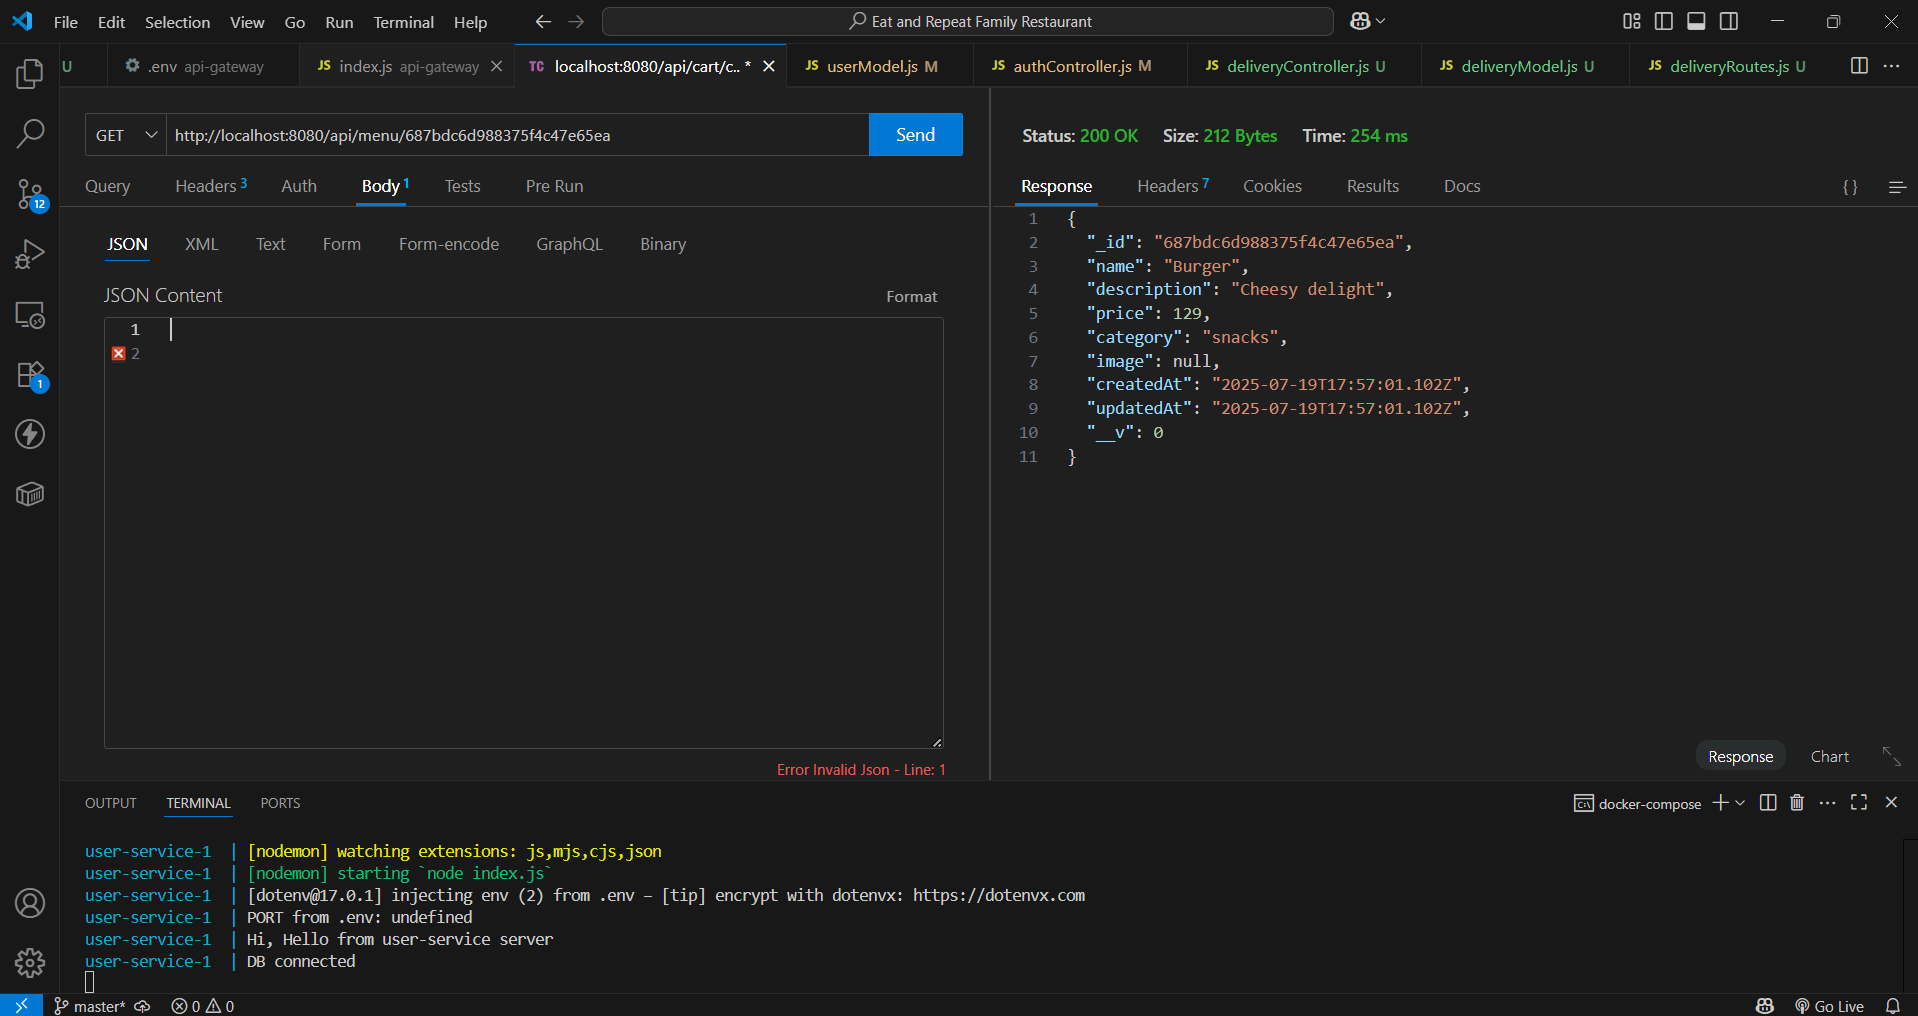 File Edit Selection View Go Run Terminal Help Eat and Repeat Family Restaurant
U .env api-gateway JS index.js api-gateway TC localhost:8080/api/cart/c.. * JS userModel.js M JS authController.js M JS deliveryController.js U JS deliveryModel.js U JS deliveryRoutes.js U ...
GET http://localhost:8080/api/menu/687bdc6d988375f4c47e65ea Send
Query Headers 3 Auth Body 1 Tests Pre Run
JSON XML Text Form Form-encode GraphQL Binary
JSON Content Format
1
2
Error Invalid Json - Line: 1
Status: 200 OK Size: 212 Bytes Time: 254 ms
Response Headers 7 Cookies Results Docs {}
1 {
2 "_id": "687bdc6d988375f4c47e65ea",
3 "name": "Burger",
4 "description": "Cheesy delight",
5 "price": 129,
6 "category": "snacks",
7 "image": null,
8 "createdAt": "2025-07-19T17:57:01.102Z",
9 "updatedAt": "2025-07-19T17:57:01.102Z",
10 "__v": 0
11 }
Response Chart
12
1
OUTPUT TERMINAL PORTS docker-compose
user-service-1 | [nodemon] watching extensions: js,mjs,cjs,json
user-service-1 | [nodemon] starting `node index.js`
user-service-1 | [dotenv@17.0.1] injecting env (2) from .env – [tip] encrypt with dotenvx: https://dotenvx.com
user-service-1 | PORT from .env: undefined
user-service-1 | Hi, Hello from user-service server
user-service-1 | DB connected
master* 0 0 Go Live